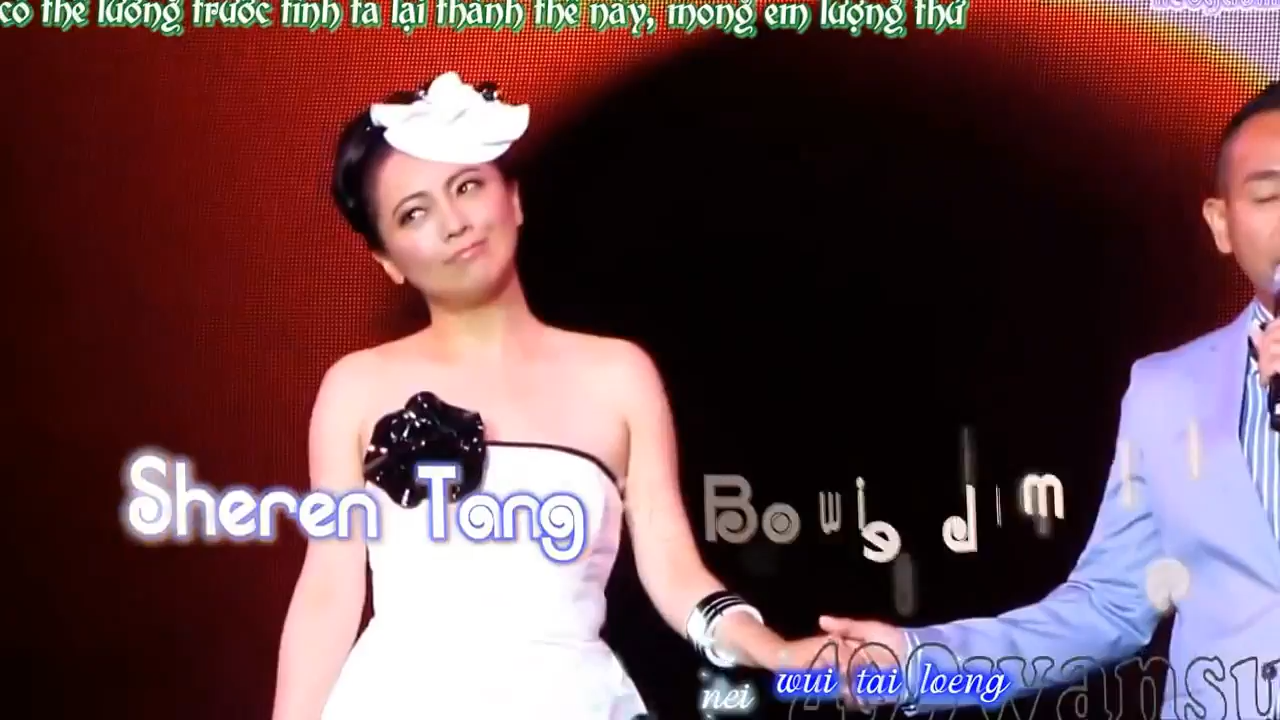 có thể lường trước tình ta lại thành thế này, mong em lượng thứ
Sheren Tang Bowie
nei wui tai loeng
400wansu